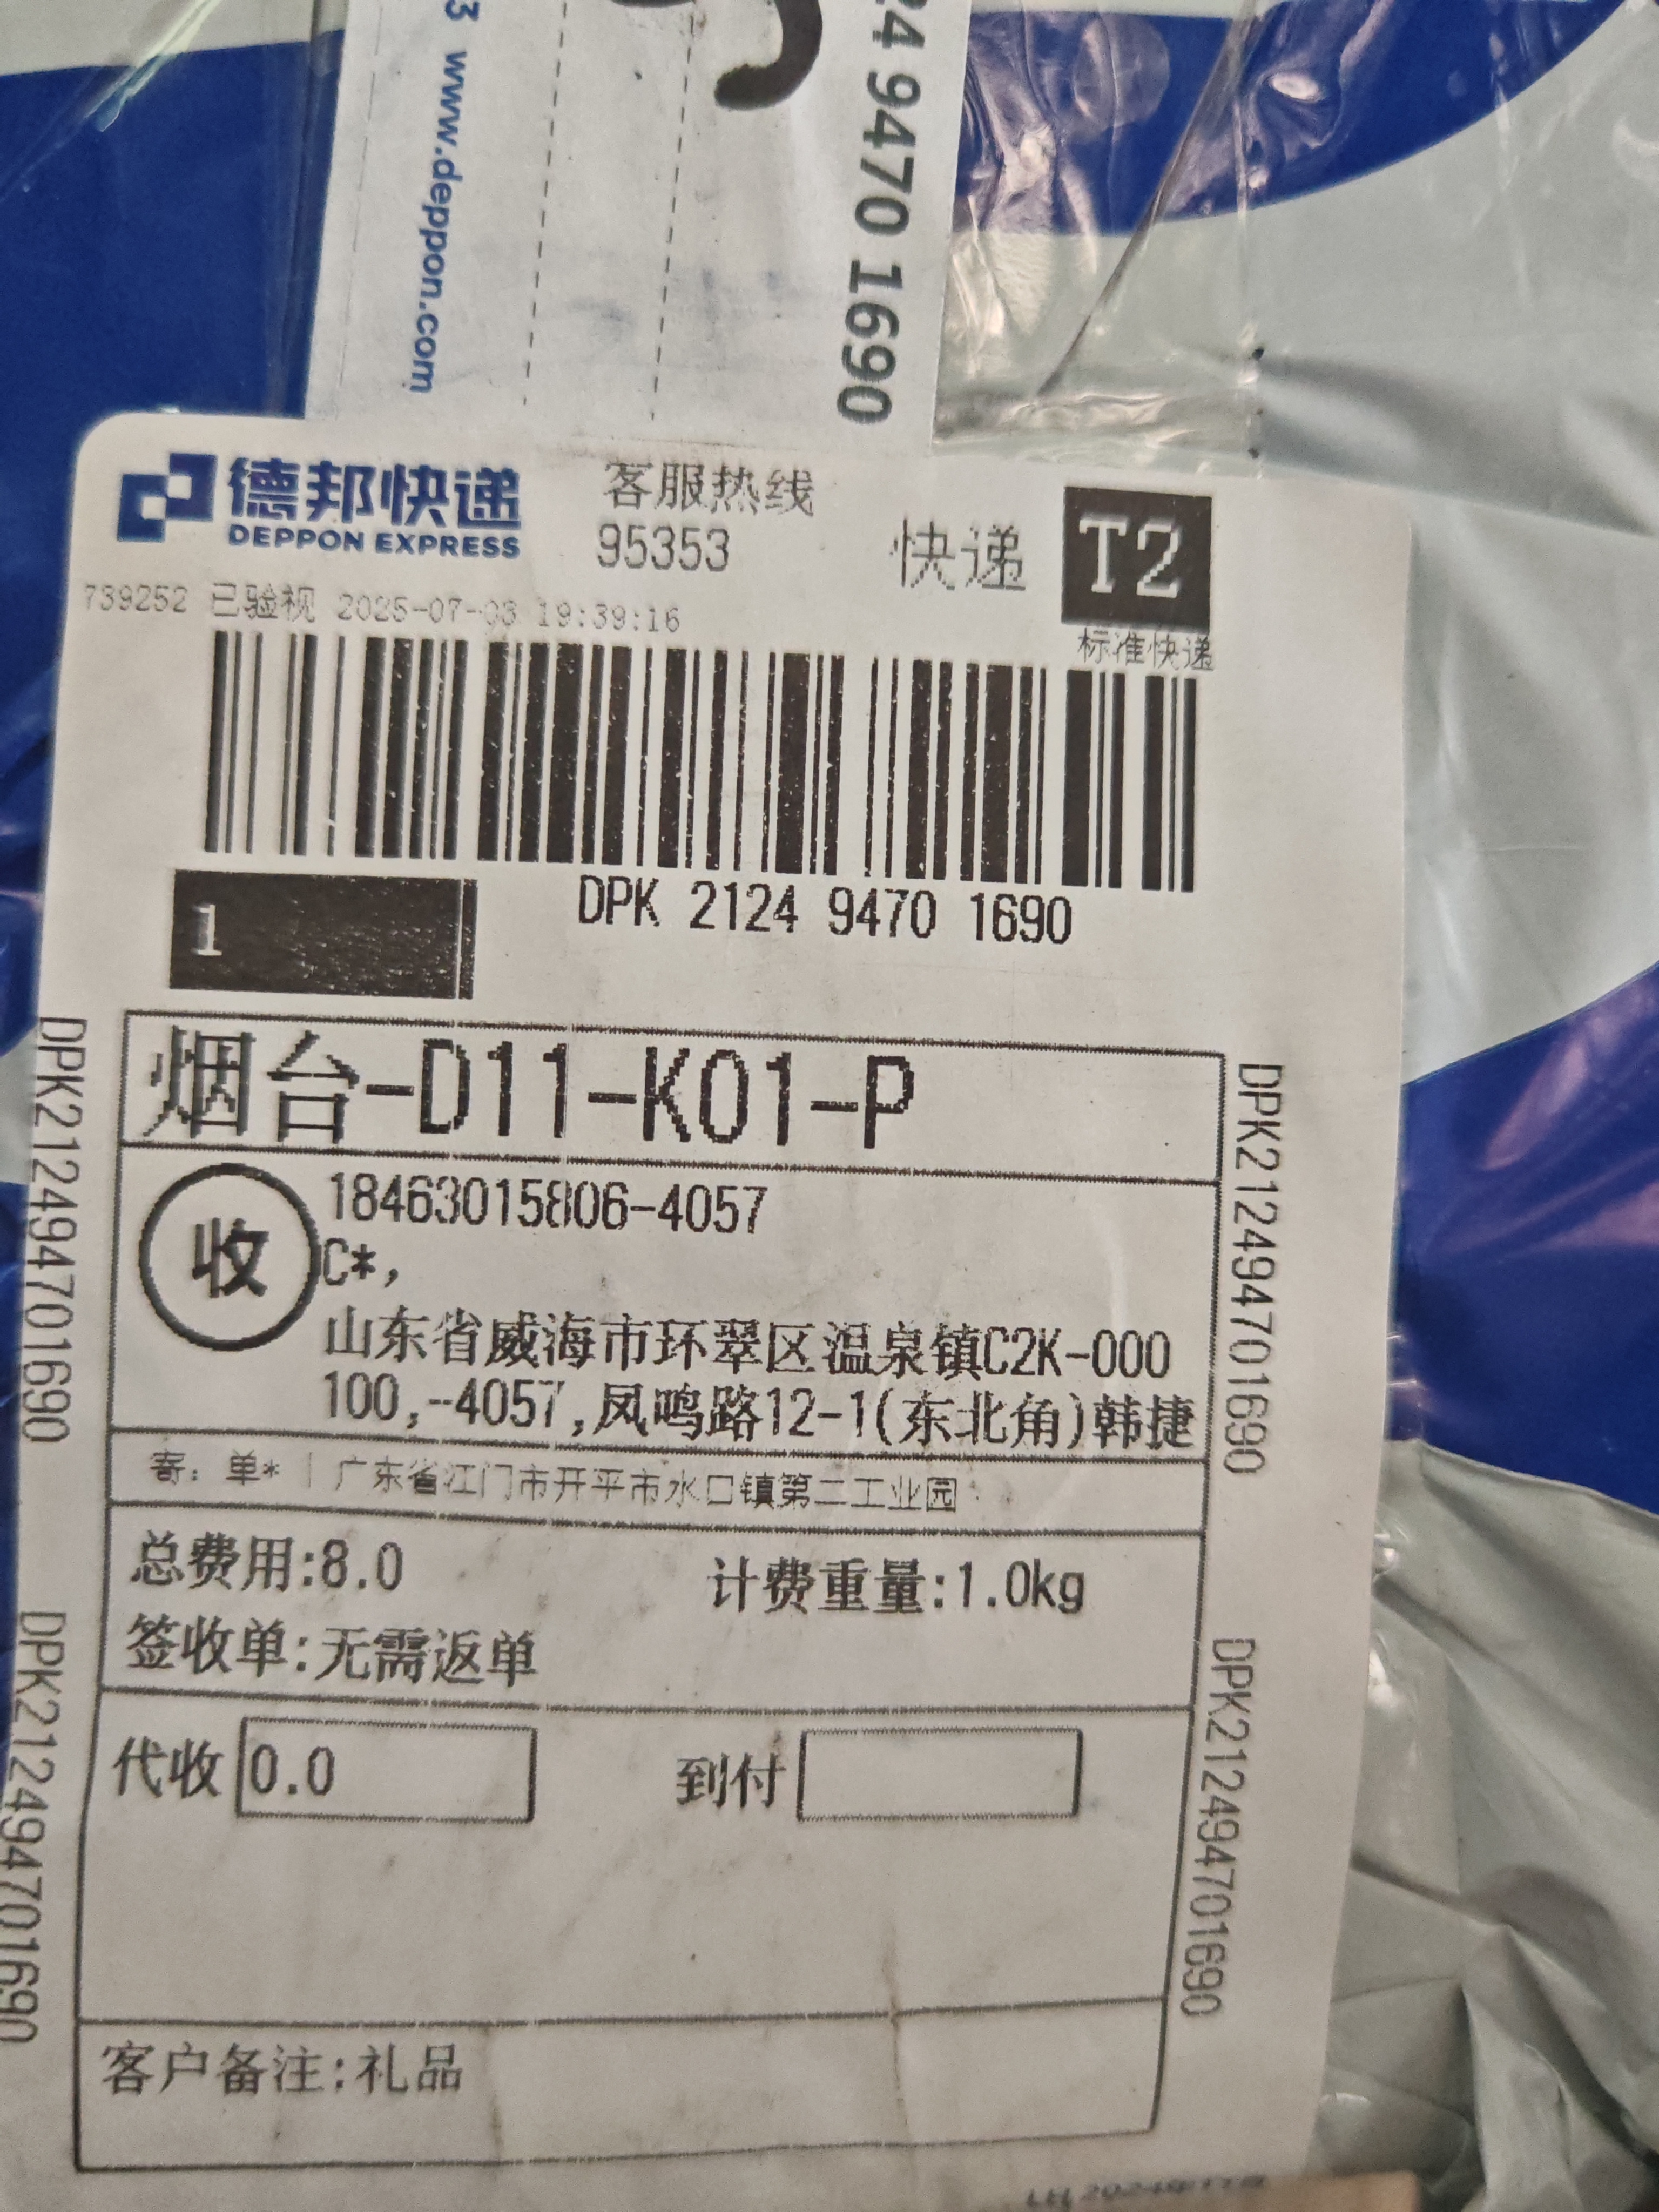 3 www.deppon.com
24 9470 1690
德邦快递
DEPPON EXPRESS
客服热线
95353
快递
T2
标准快递
739252 已验视 2025-07-03 19:39:16
DPK 2124 9470 1690
1
烟台-D11-K01-P
收
18463015806-4057
C*,
山东省威海市环翠区温泉镇C2K-000
100,-4057,凤鸣路12-1(东北角)韩捷
寄: 单* | 广东省江门市开平市水口镇第二工业园
总费用:8.0
计费重量:1.0kg
签收单:无需返单
代收 0.0
到付
客户备注:礼品
DPK212494701690
DPK212494701690
DPK212494701690
DPK212494701690